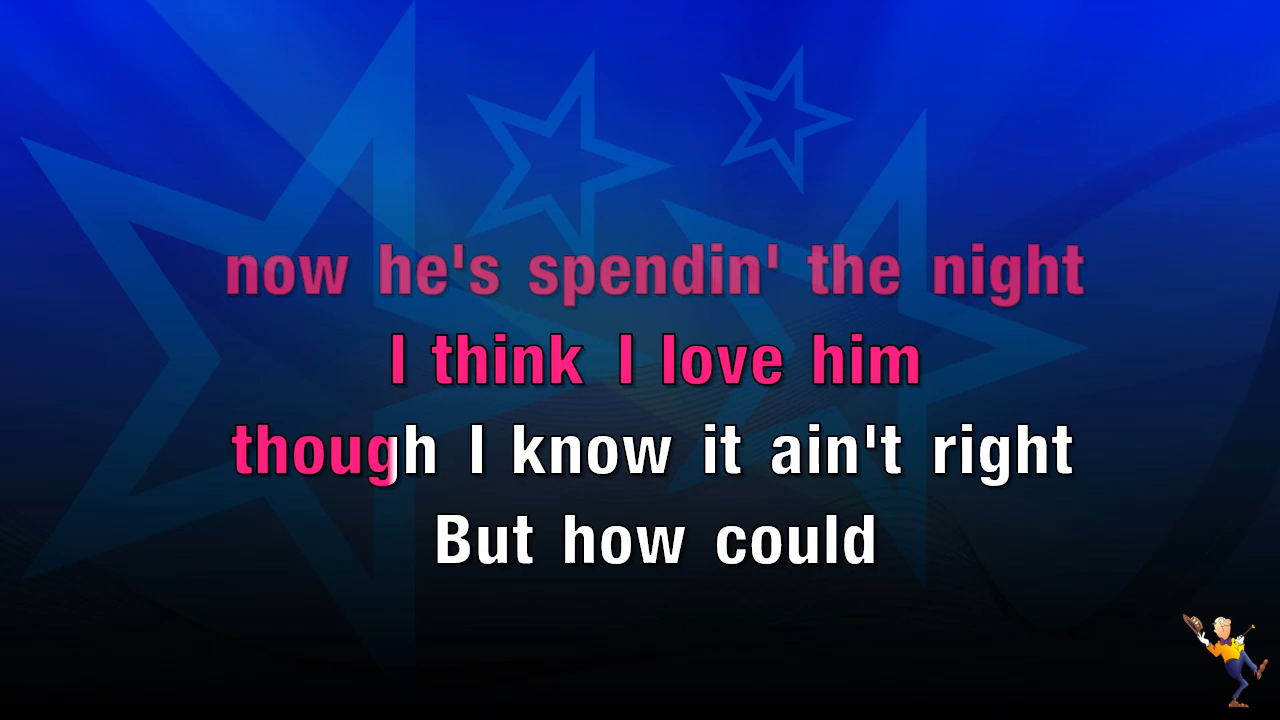 now he's spendin' the night
I think I love him
though I know it ain't right
But how could